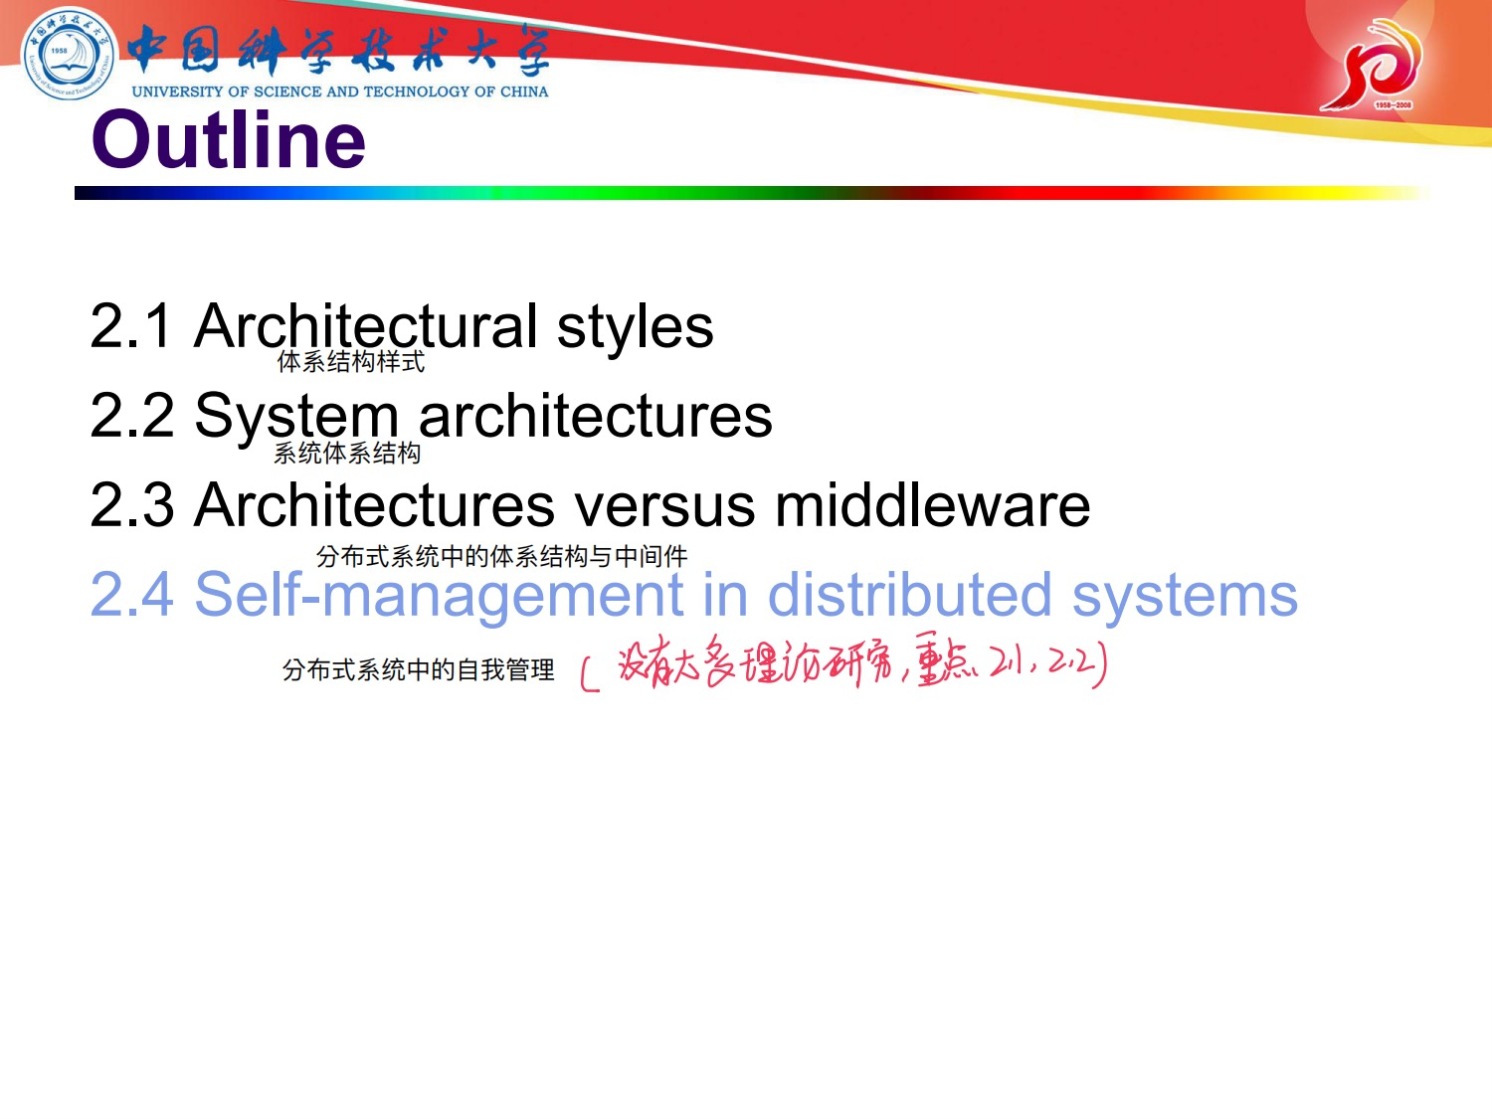 中国科学技术大学
UNIVERSITY OF SCIENCE AND TECHNOLOGY OF CHINA
1958
1958-2008
Outline
2.1 Architectural styles
体系结构样式
2.2 System architectures
系统体系结构
2.3 Architectures versus middleware
分布式系统中的体系结构与中间件
2.4 Self-management in distributed systems
分布式系统中的自我管理 (没有太多理论研究,重点 2.1, 2.2)